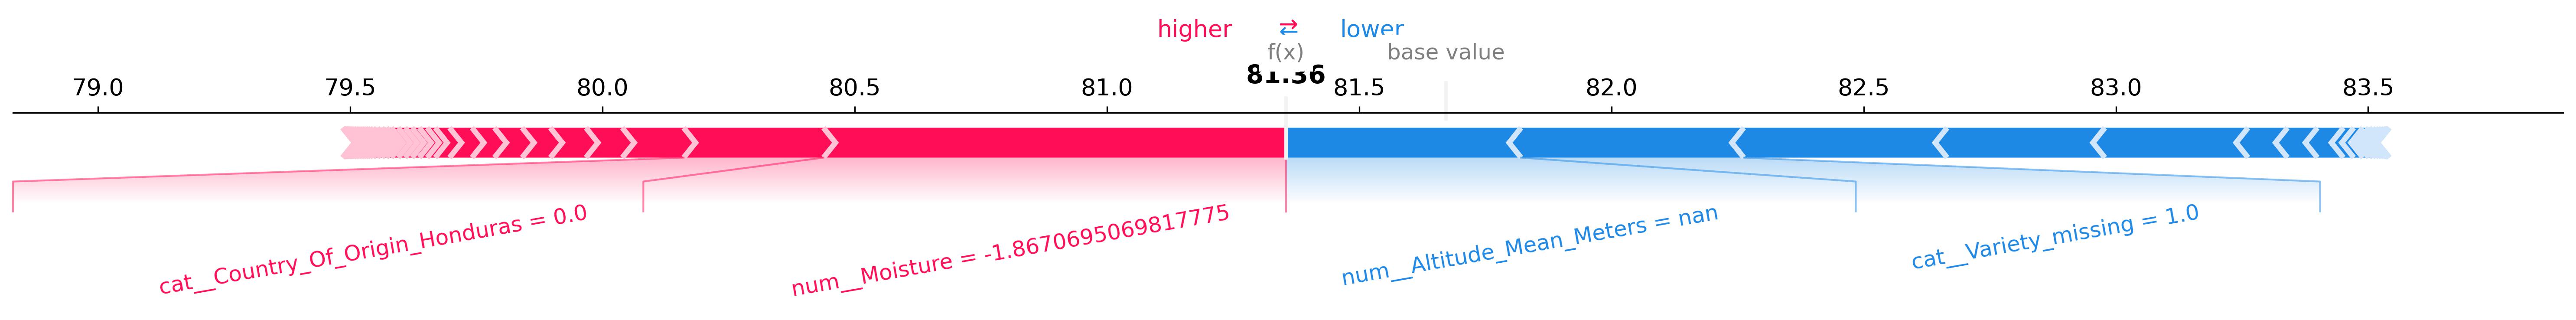 higher ⇄ lower
f(x) base value
79.0 79.5 80.0 80.5 81.0 81.36 81.5 82.0 82.5 83.0 83.5
cat__Country_Of_Origin_Honduras = 0.0
num__Moisture = -1.8670695069817775
num__Altitude_Mean_Meters = nan
cat__Variety_missing = 1.0